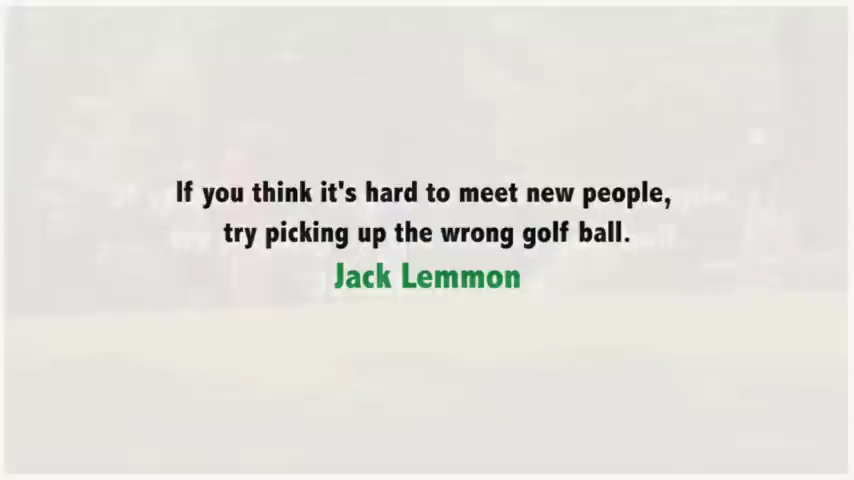 If you think it's hard to meet new people,
try picking up the wrong golf ball.
Jack Lemmon